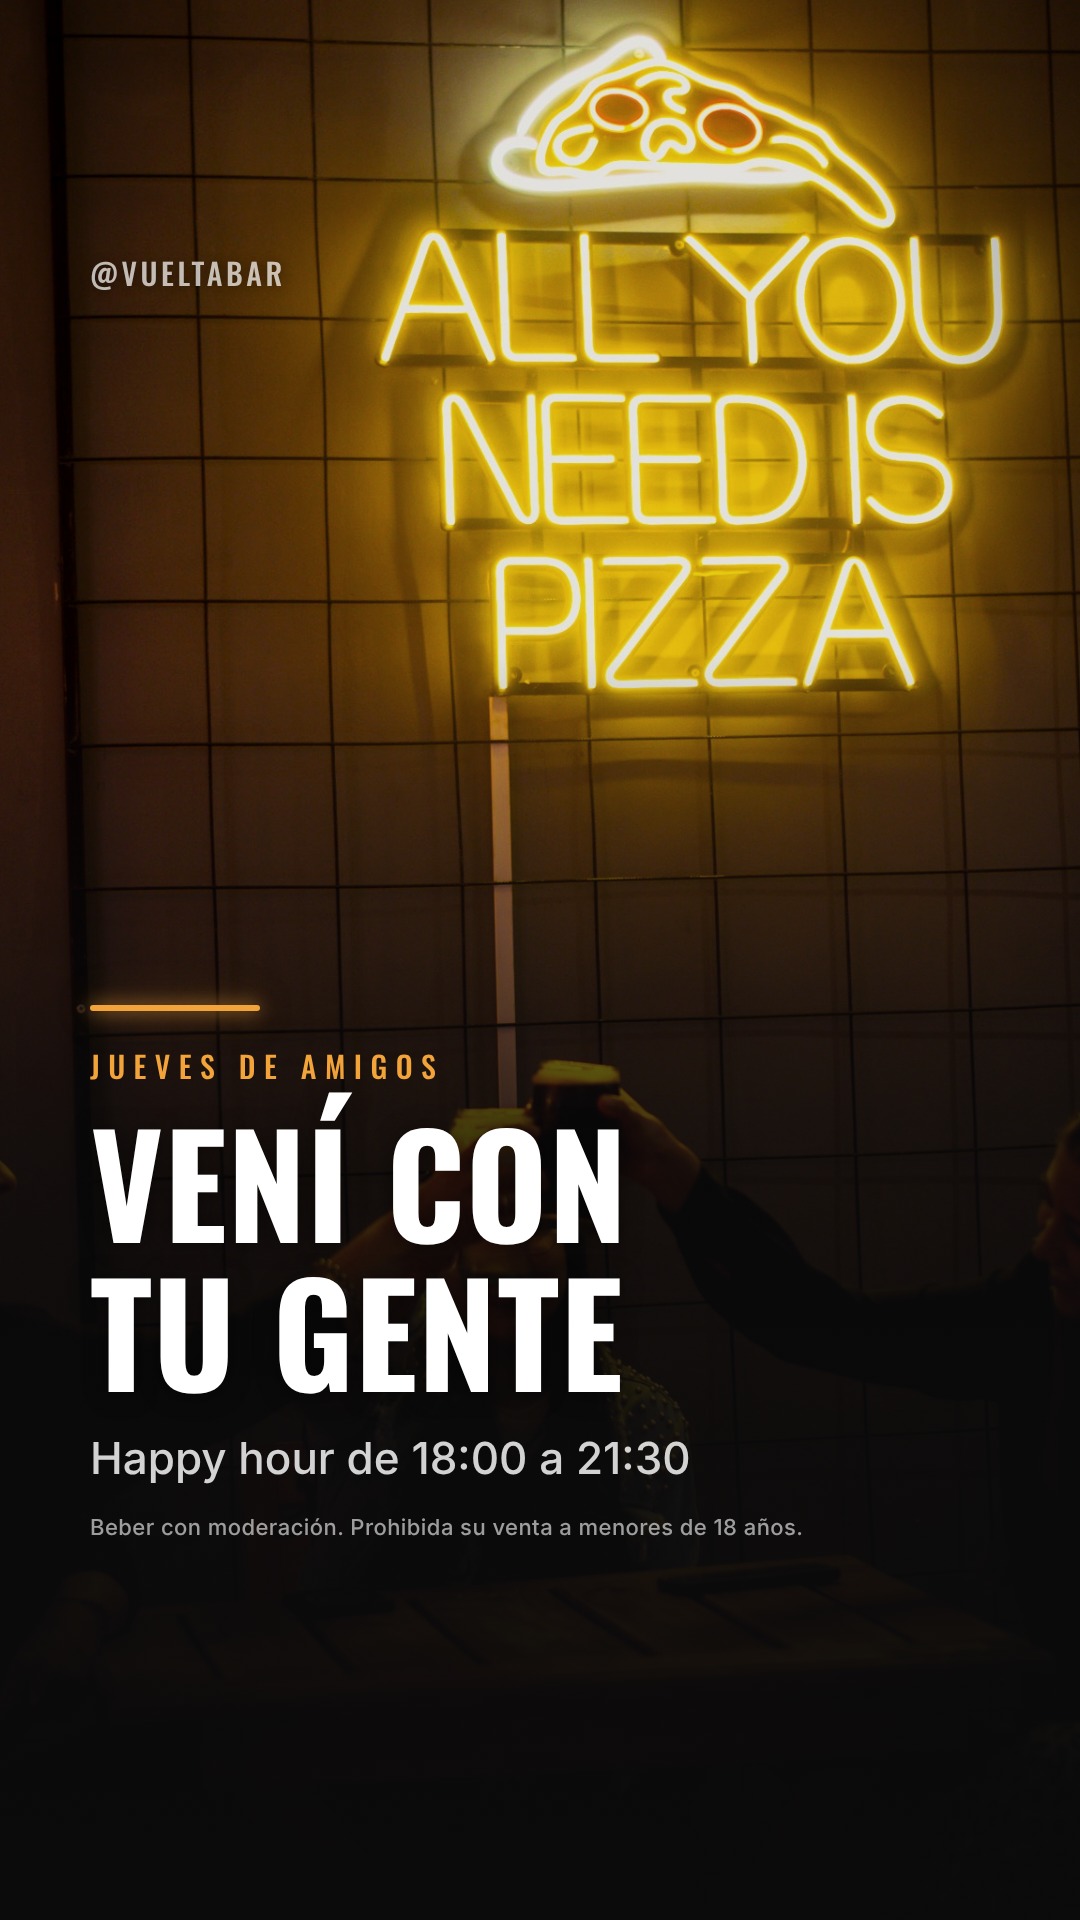 @VUELTABAR
ALL YOU
NEED IS
PIZZA
JUEVES DE AMIGOS
VENÍ CON
TU GENTE
Happy hour de 18:00 a 21:30
Beber con moderación. Prohibida su venta a menores de 18 años.